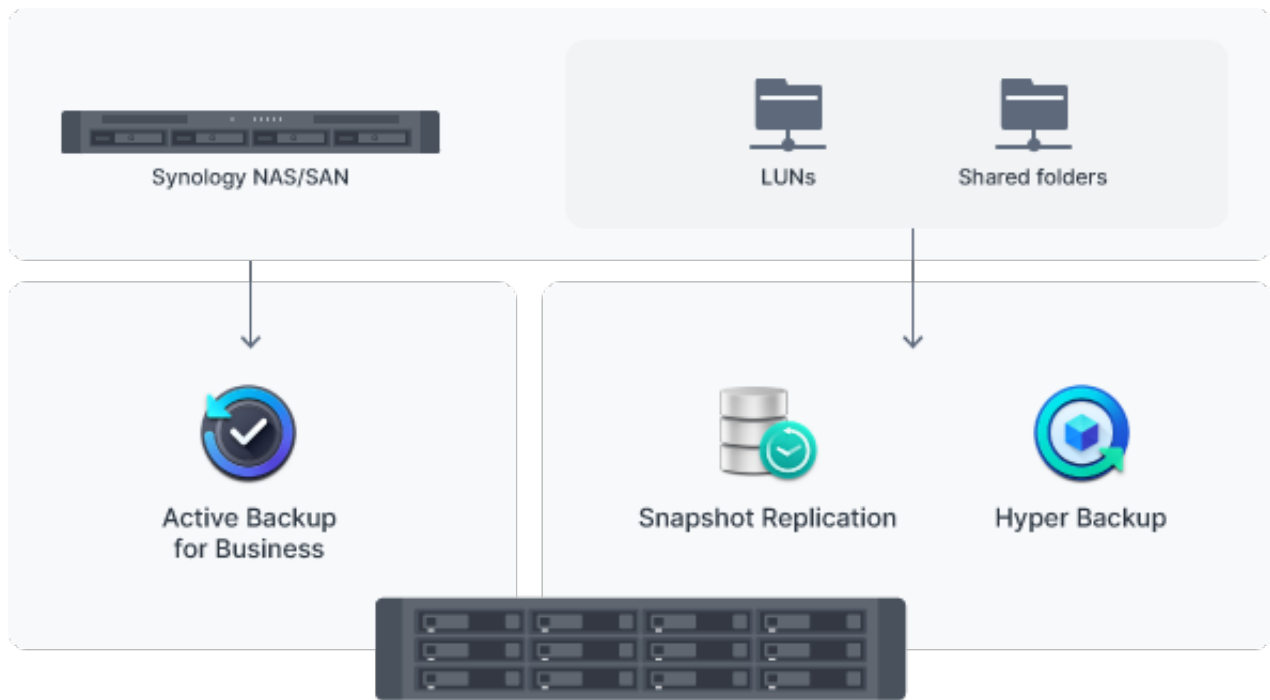 Synology NAS/SAN
LUNs
Shared folders
Active Backup
for Business
Snapshot Replication
Hyper Backup